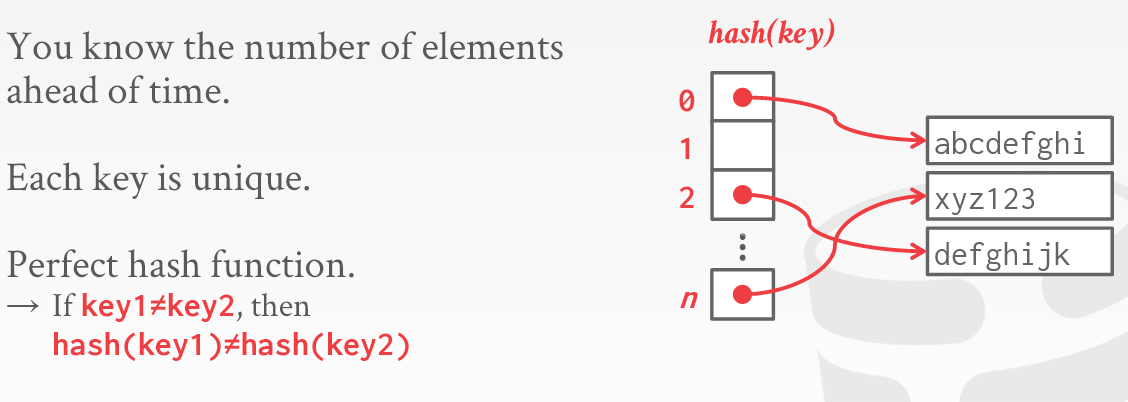 You know the number of elements
ahead of time.
Each key is unique.
Perfect hash function.
→ If key1≠key2, then
hash(key1)≠hash(key2)
hash(key)
0
1
2
⋮
n
abcdefghi
xyz123
defghijk